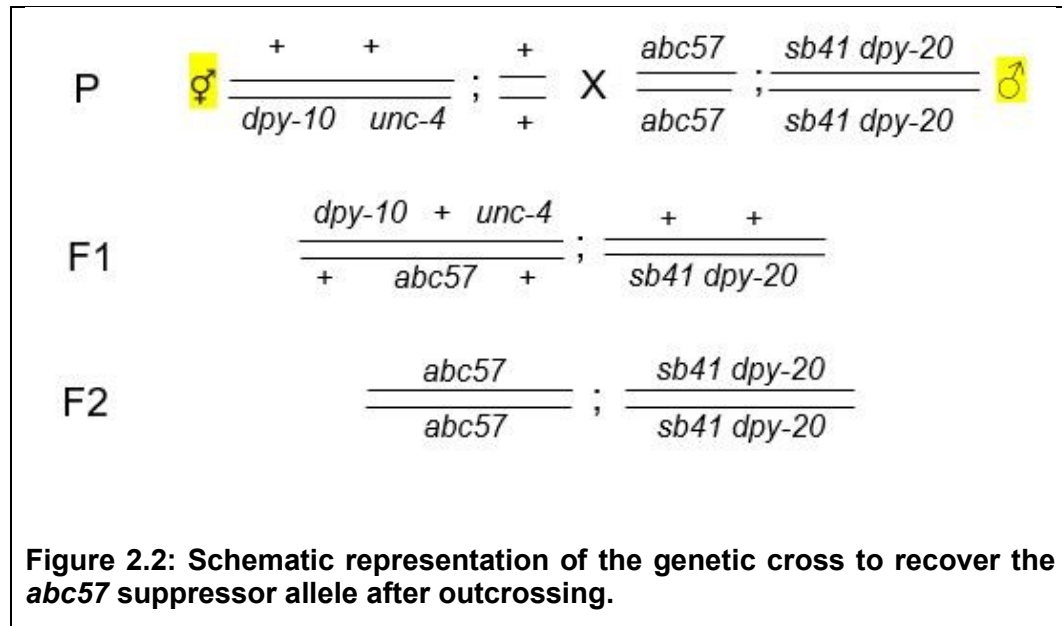 + + + abc57 sb41 dpy-20
P ⚥ ; X ; ♂
dpy-10 unc-4 + abc57 sb41 dpy-20
dpy-10 + unc-4 + +
F1 ;
+ abc57 + sb41 dpy-20
abc57 sb41 dpy-20
F2 ;
abc57 sb41 dpy-20
Figure 2.2: Schematic representation of the genetic cross to recover the
abc57 suppressor allele after outcrossing.